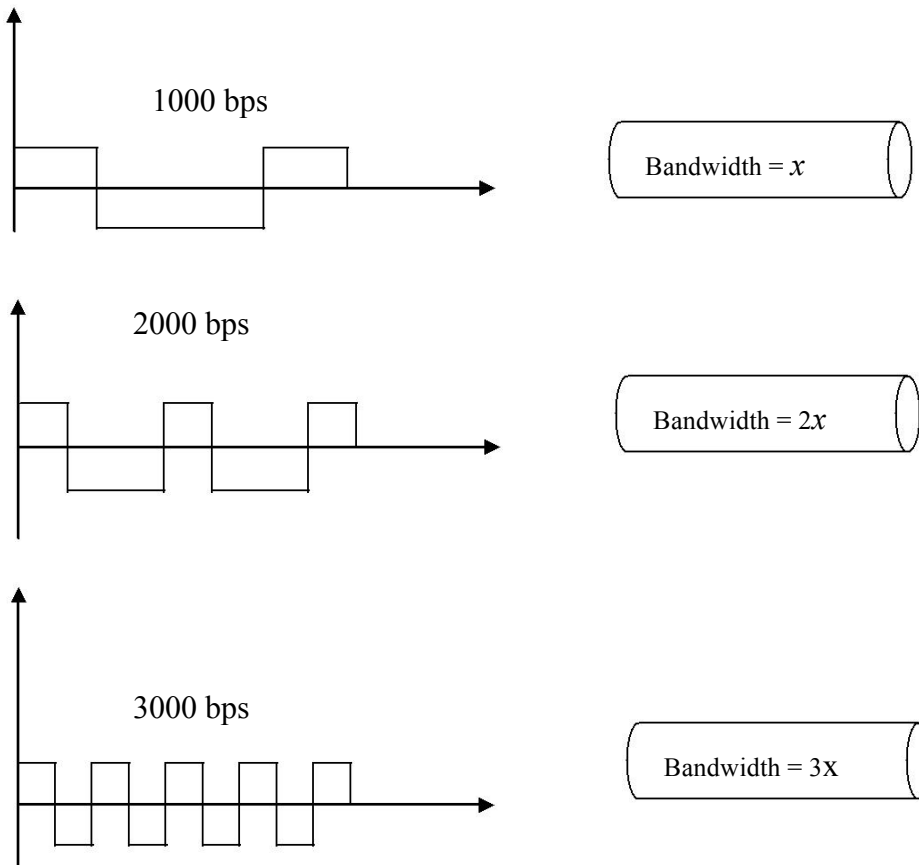 1000 bps
Bandwidth = x
2000 bps
Bandwidth = 2x
3000 bps
Bandwidth = 3x